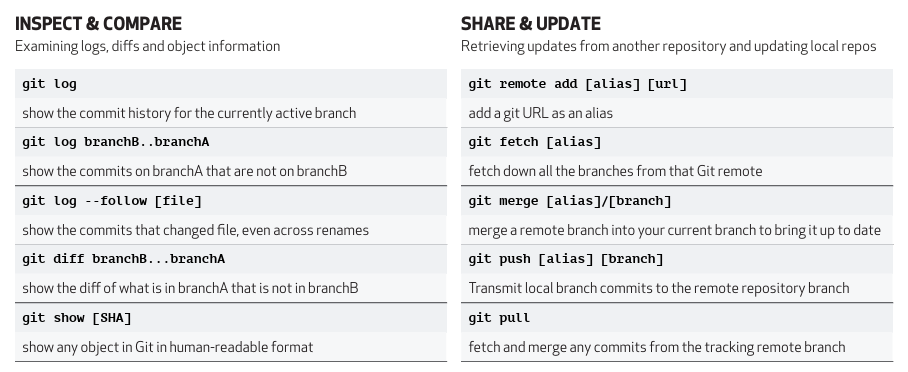 INSPECT & COMPARE
Examining logs, diffs and object information
git log
show the commit history for the currently active branch
git log branchB..branchA
show the commits on branchA that are not on branchB
git log --follow [file]
show the commits that changed file, even across renames
git diff branchB...branchA
show the diff of what is in branchA that is not in branchB
git show [SHA]
show any object in Git in human-readable format
SHARE & UPDATE
Retrieving updates from another repository and updating local repos
git remote add [alias] [url]
add a git URL as an alias
git fetch [alias]
fetch down all the branches from that Git remote
git merge [alias]/[branch]
merge a remote branch into your current branch to bring it up to date
git push [alias] [branch]
Transmit local branch commits to the remote repository branch
git pull
fetch and merge any commits from the tracking remote branch